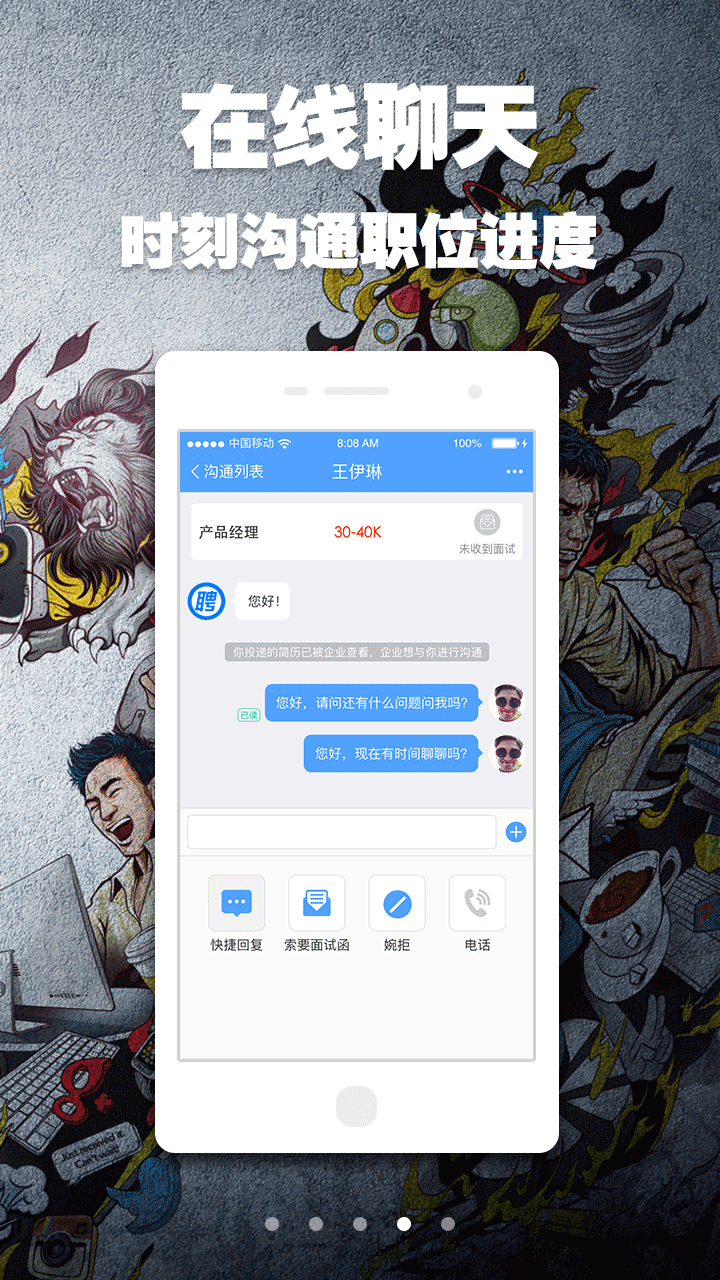 在线聊天
时刻沟通职位进度
中国移动 8:08 AM 100%
沟通列表 王伊琳
产品经理 30-40K
未收到面试
聘 您好!
你投递的简历已被企业查看，企业想与你进行沟通
已读 您好，请问还有什么问题问我吗?
您好，现在有时间聊聊吗?
快捷回复 索要面试函 婉拒 电话
Just received it.
Can't wait!